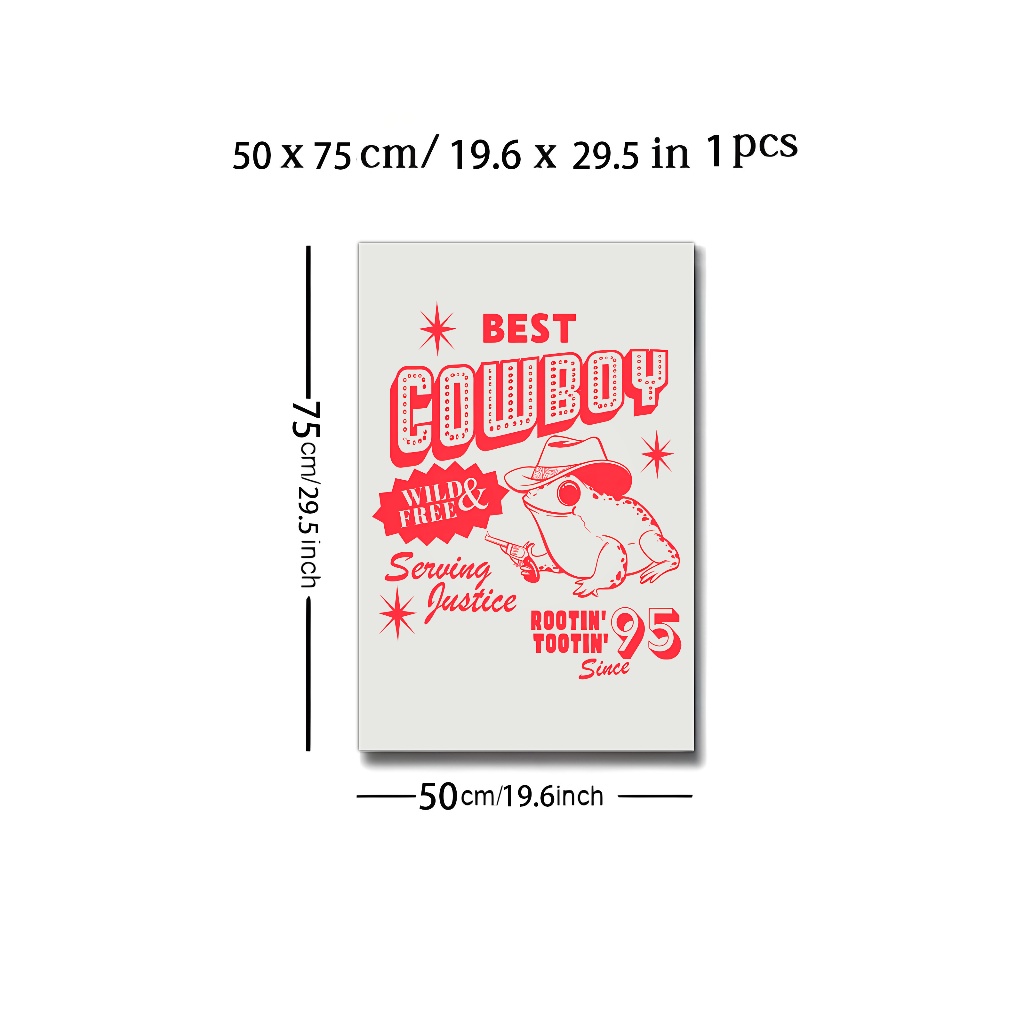 50 x 75 cm/ 19.6 x 29.5 in 1 pcs
75cm/29.5inch
BEST
COWBOY
WILD &
FREE
Serving
Justice
ROOTIN'
TOOTIN' 95
Since
50cm/19.6inch